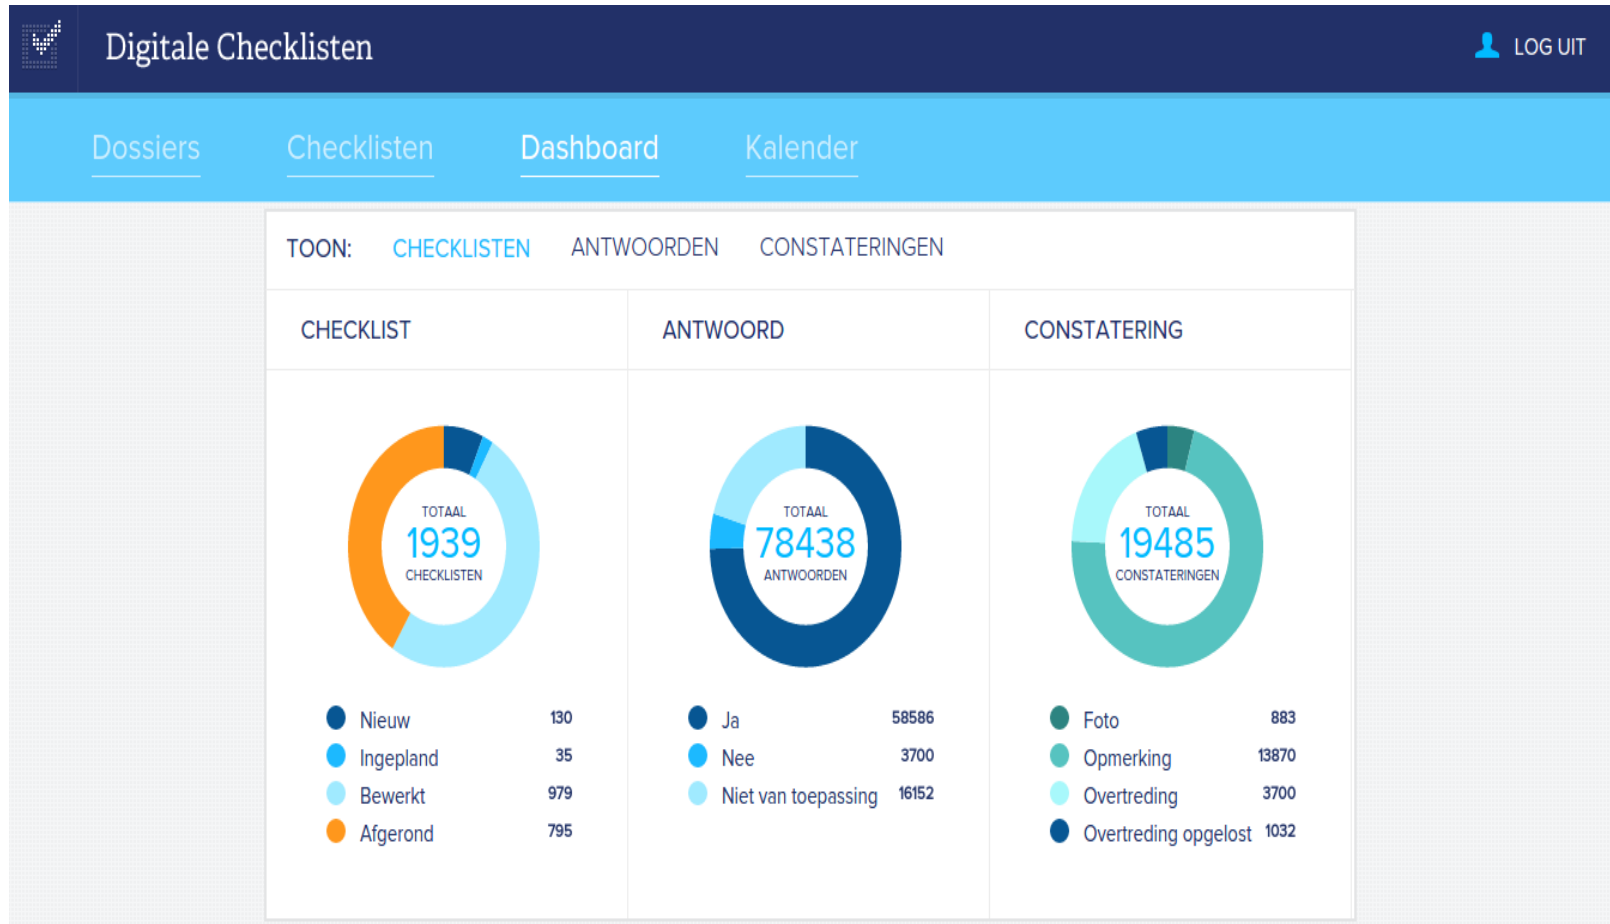 Digitale Checklisten
LOG UIT
Dossiers Checklisten Dashboard Kalender
TOON: CHECKLISTEN ANTWOORDEN CONSTATERINGEN
CHECKLIST
TOTAAL
1939
CHECKLISTEN
Nieuw 130
Ingepland 35
Bewerkt 979
Afgerond 795
ANTWOORD
TOTAAL
78438
ANTWOORDEN
Ja 58586
Nee 3700
Niet van toepassing 16152
CONSTATERING
TOTAAL
19485
CONSTATERINGEN
Foto 883
Opmerking 13870
Overtreding 3700
Overtreding opgelost 1032